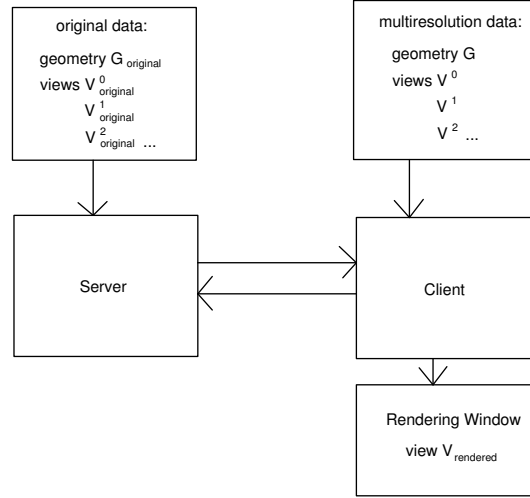 original data:
geometry G original
views V 0 original
V 1 original
V 2 original ...
multiresolution data:
geometry G
views V 0
V 1
V 2 ...
Server
Client
Rendering Window
view V rendered